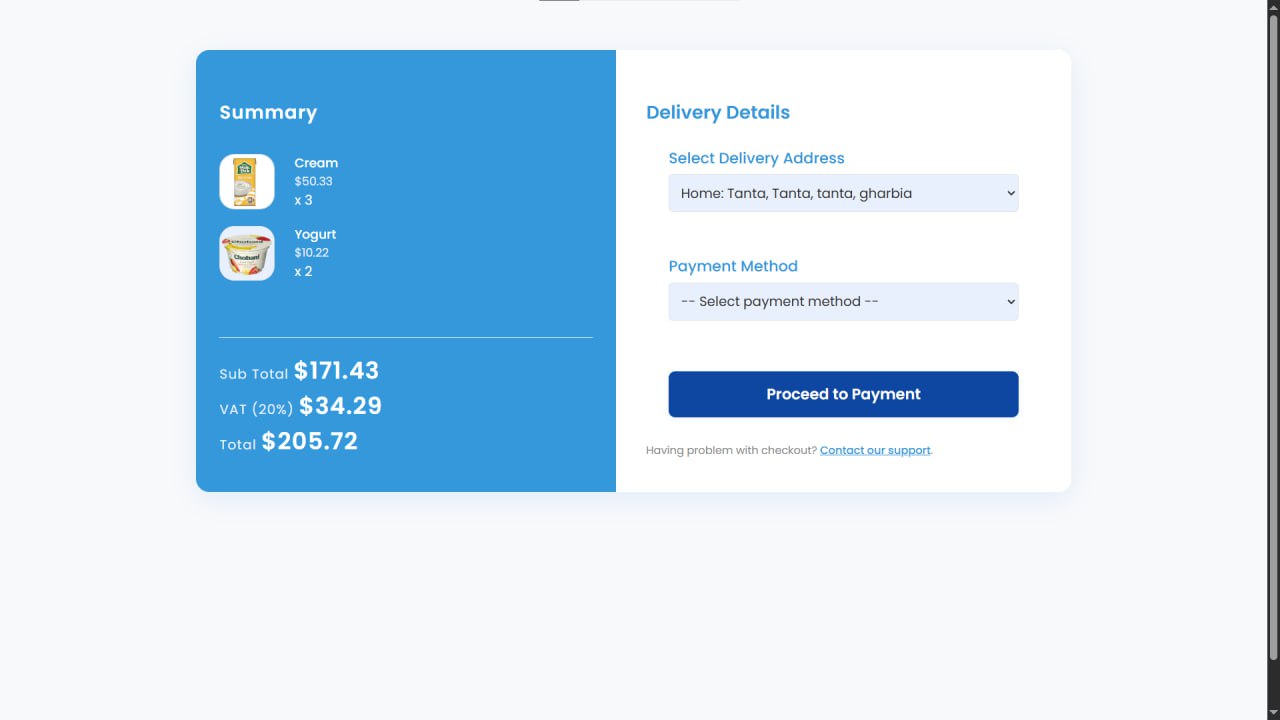 Summary
Cream
$50.33
x 3
Chobani
Yogurt
$10.22
x 2
Sub Total $171.43
VAT (20%) $34.29
Total $205.72
Delivery Details
Select Delivery Address
Home: Tanta, Tanta, tanta, gharbia
Payment Method
-- Select payment method --
Proceed to Payment
Having problem with checkout? Contact our support.